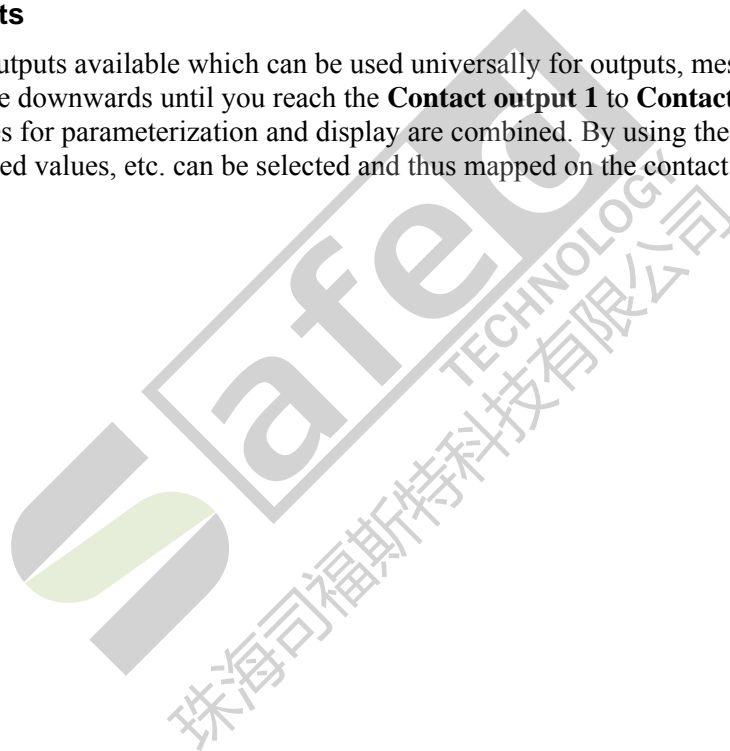 ts
utputs available which can be used universally for outputs, mes
e downwards until you reach the Contact output 1 to Contact
es for parameterization and display are combined. By using the
ed values, etc. can be selected and thus mapped on the contact
Safed
TECHNOLOGY
珠海司福斯特科技有限公司